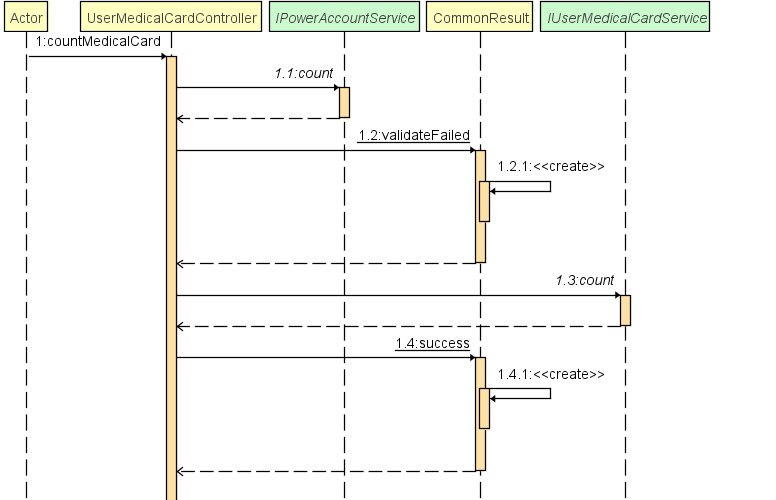 Actor
UserMedicalCardController
IPowerAccountService
CommonResult
IUserMedicalCardService
1:countMedicalCard
1.1:count
1.2:validateFailed
1.2.1:<<create>>
1.3:count
1.4:success
1.4.1:<<create>>